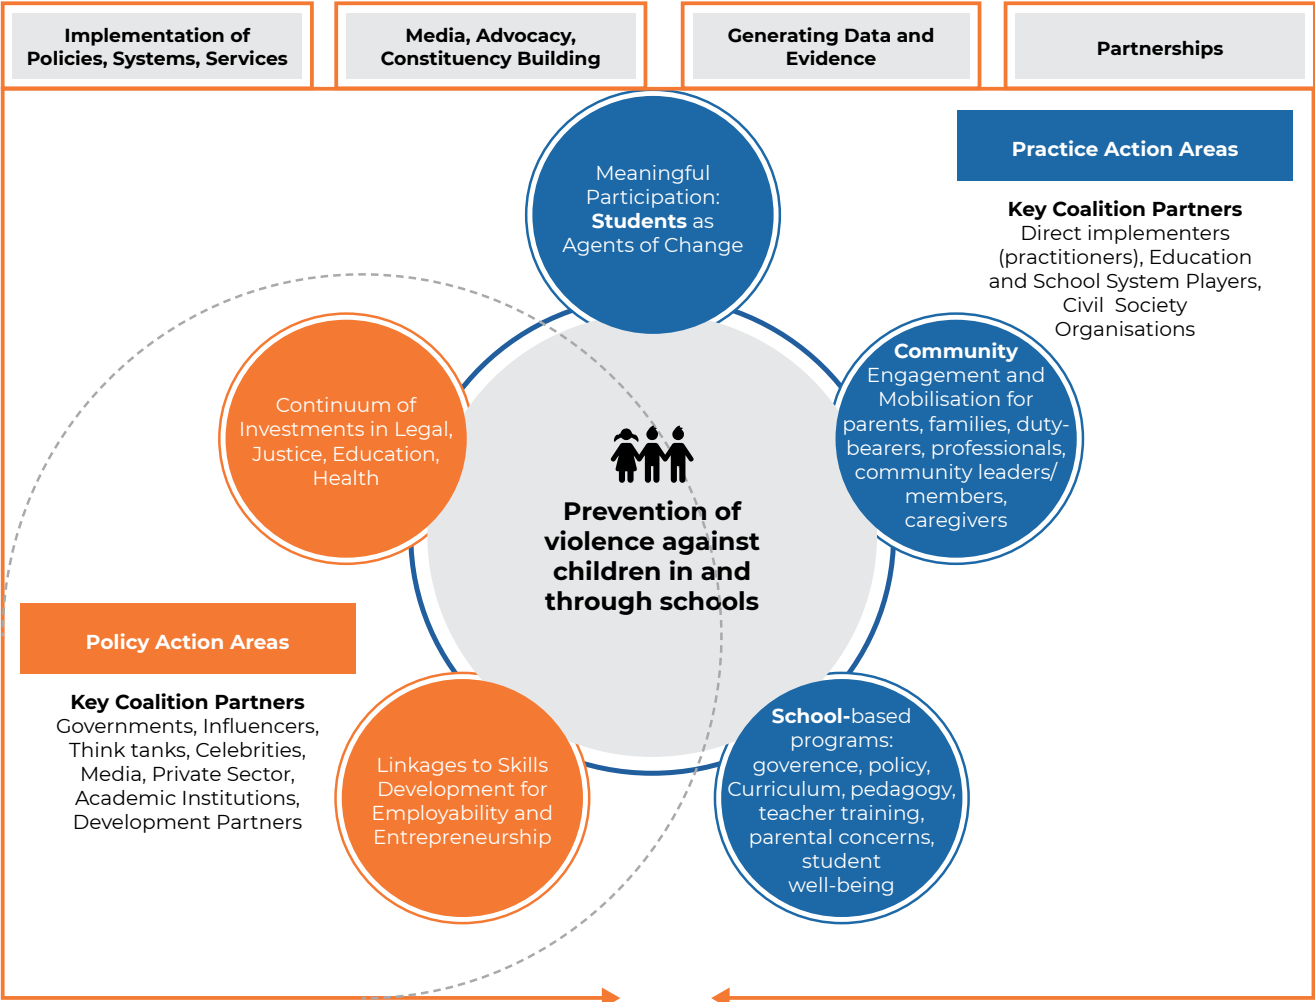 Implementation of
Policies, Systems, Services
Media, Advocacy,
Constituency Building
Generating Data and
Evidence
Partnerships
Meaningful
Participation:
Students as
Agents of Change
Practice Action Areas
Key Coalition Partners
Direct implementers
(practitioners), Education
and School System Players,
Civil Society
Organisations
Continuum of
Investments in Legal,
Justice, Education,
Health
Community
Engagement and
Mobilisation for
parents, families, duty-
bearers, professionals,
community leaders/
members,
caregivers
Prevention of
violence against
children in and
through schools
Policy Action Areas
Key Coalition Partners
Governments, Influencers,
Think tanks, Celebrities,
Media, Private Sector,
Academic Institutions,
Development Partners
Linkages to Skills
Development for
Employability and
Entrepreneurship
School-based
programs:
goverence, policy,
Curriculum, pedagogy,
teacher training,
parental concerns,
student
well-being